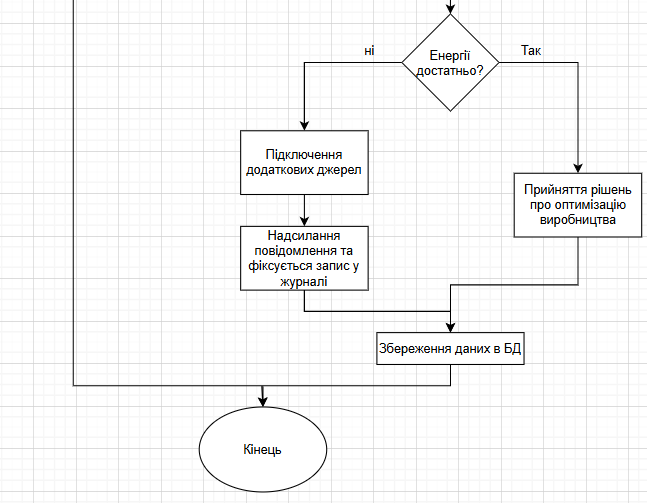 ні
Так
Енергії
достатньо?
Підключення
додаткових джерел
Прийняття рішень
про оптимізацію
виробництва
Надсилання
повідомлення та
фіксується запис у
журналі
Збереження даних в БД
Кінець